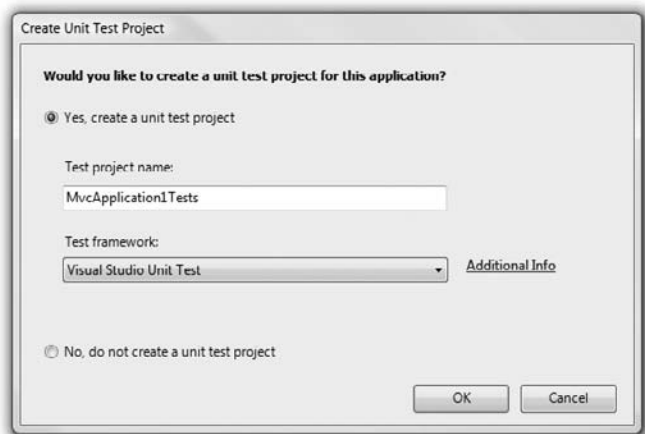 Create Unit Test Project
Would you like to create a unit test project for this application?
Yes, create a unit test project
Test project name:
MvcApplication1Tests
Test framework:
Visual Studio Unit Test
Additional Info
No, do not create a unit test project
OK
Cancel